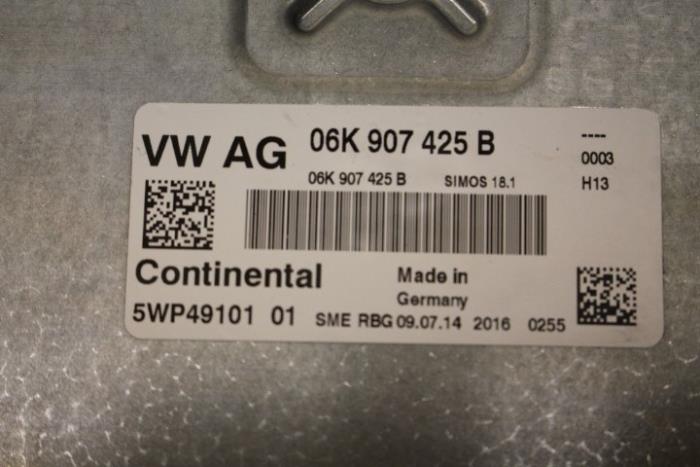 VW AG 06K 907 425 B ----
0003
06K 907 425 B SIMOS 18.1 H13
Continental Made in
Germany
5WP49101 01 SME RBG 09.07.14 2016 0255